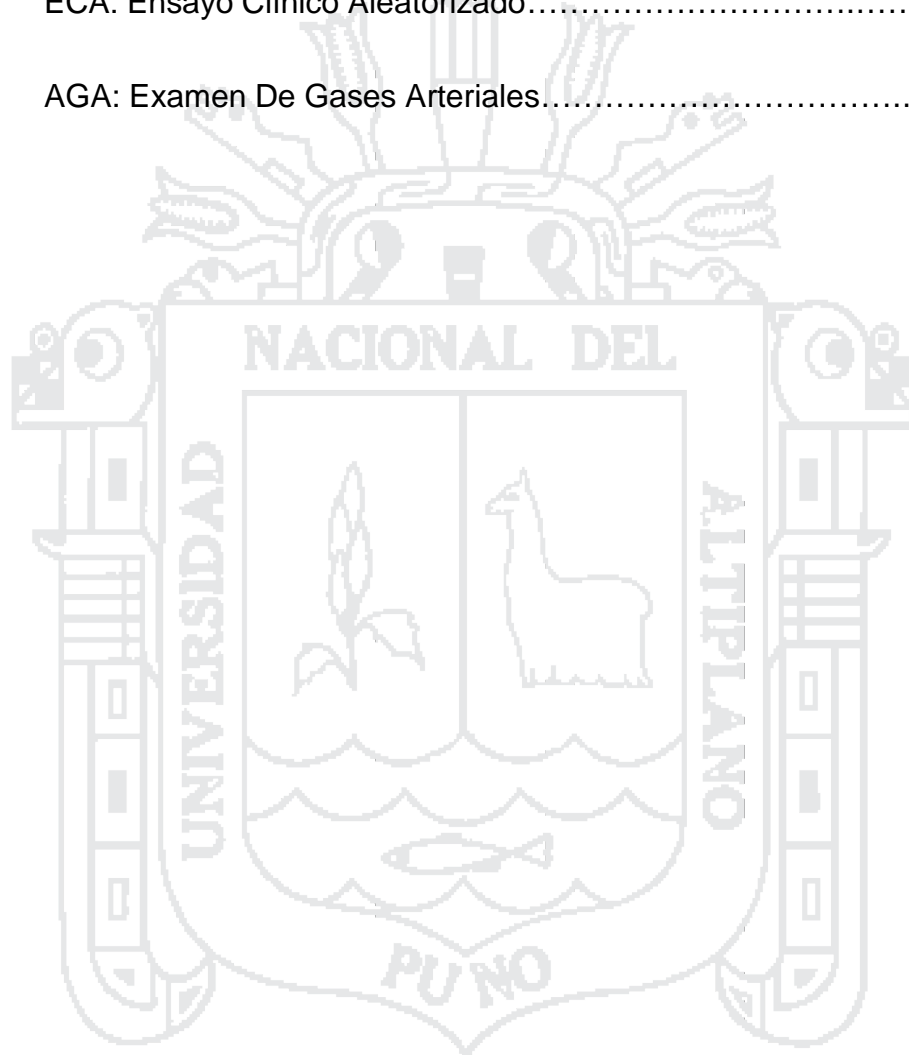 ECA: Ensayo Clínico Aleatorizado…………………………..……
AGA: Examen De Gases Arteriales……………………………..
NACIONAL DEL
UNIVERSIDAD
ALTIPLANO
PUNO